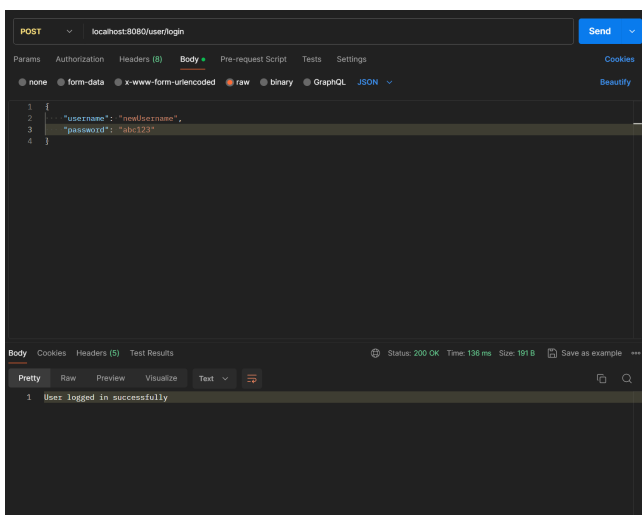 POST localhost:8080/user/login Send
Params Authorization Headers (8) Body Pre-request Script Tests Settings Cookies
none form-data x-www-form-urlencoded raw binary GraphQL JSON Beautify
1 {
2 "username": "newUsername",
3 "password": "abc123"
4 }
Body Cookies Headers (5) Test Results Status: 200 OK Time: 136 ms Size: 191 B Save as example
Pretty Raw Preview Visualize Text
1 User logged in successfully